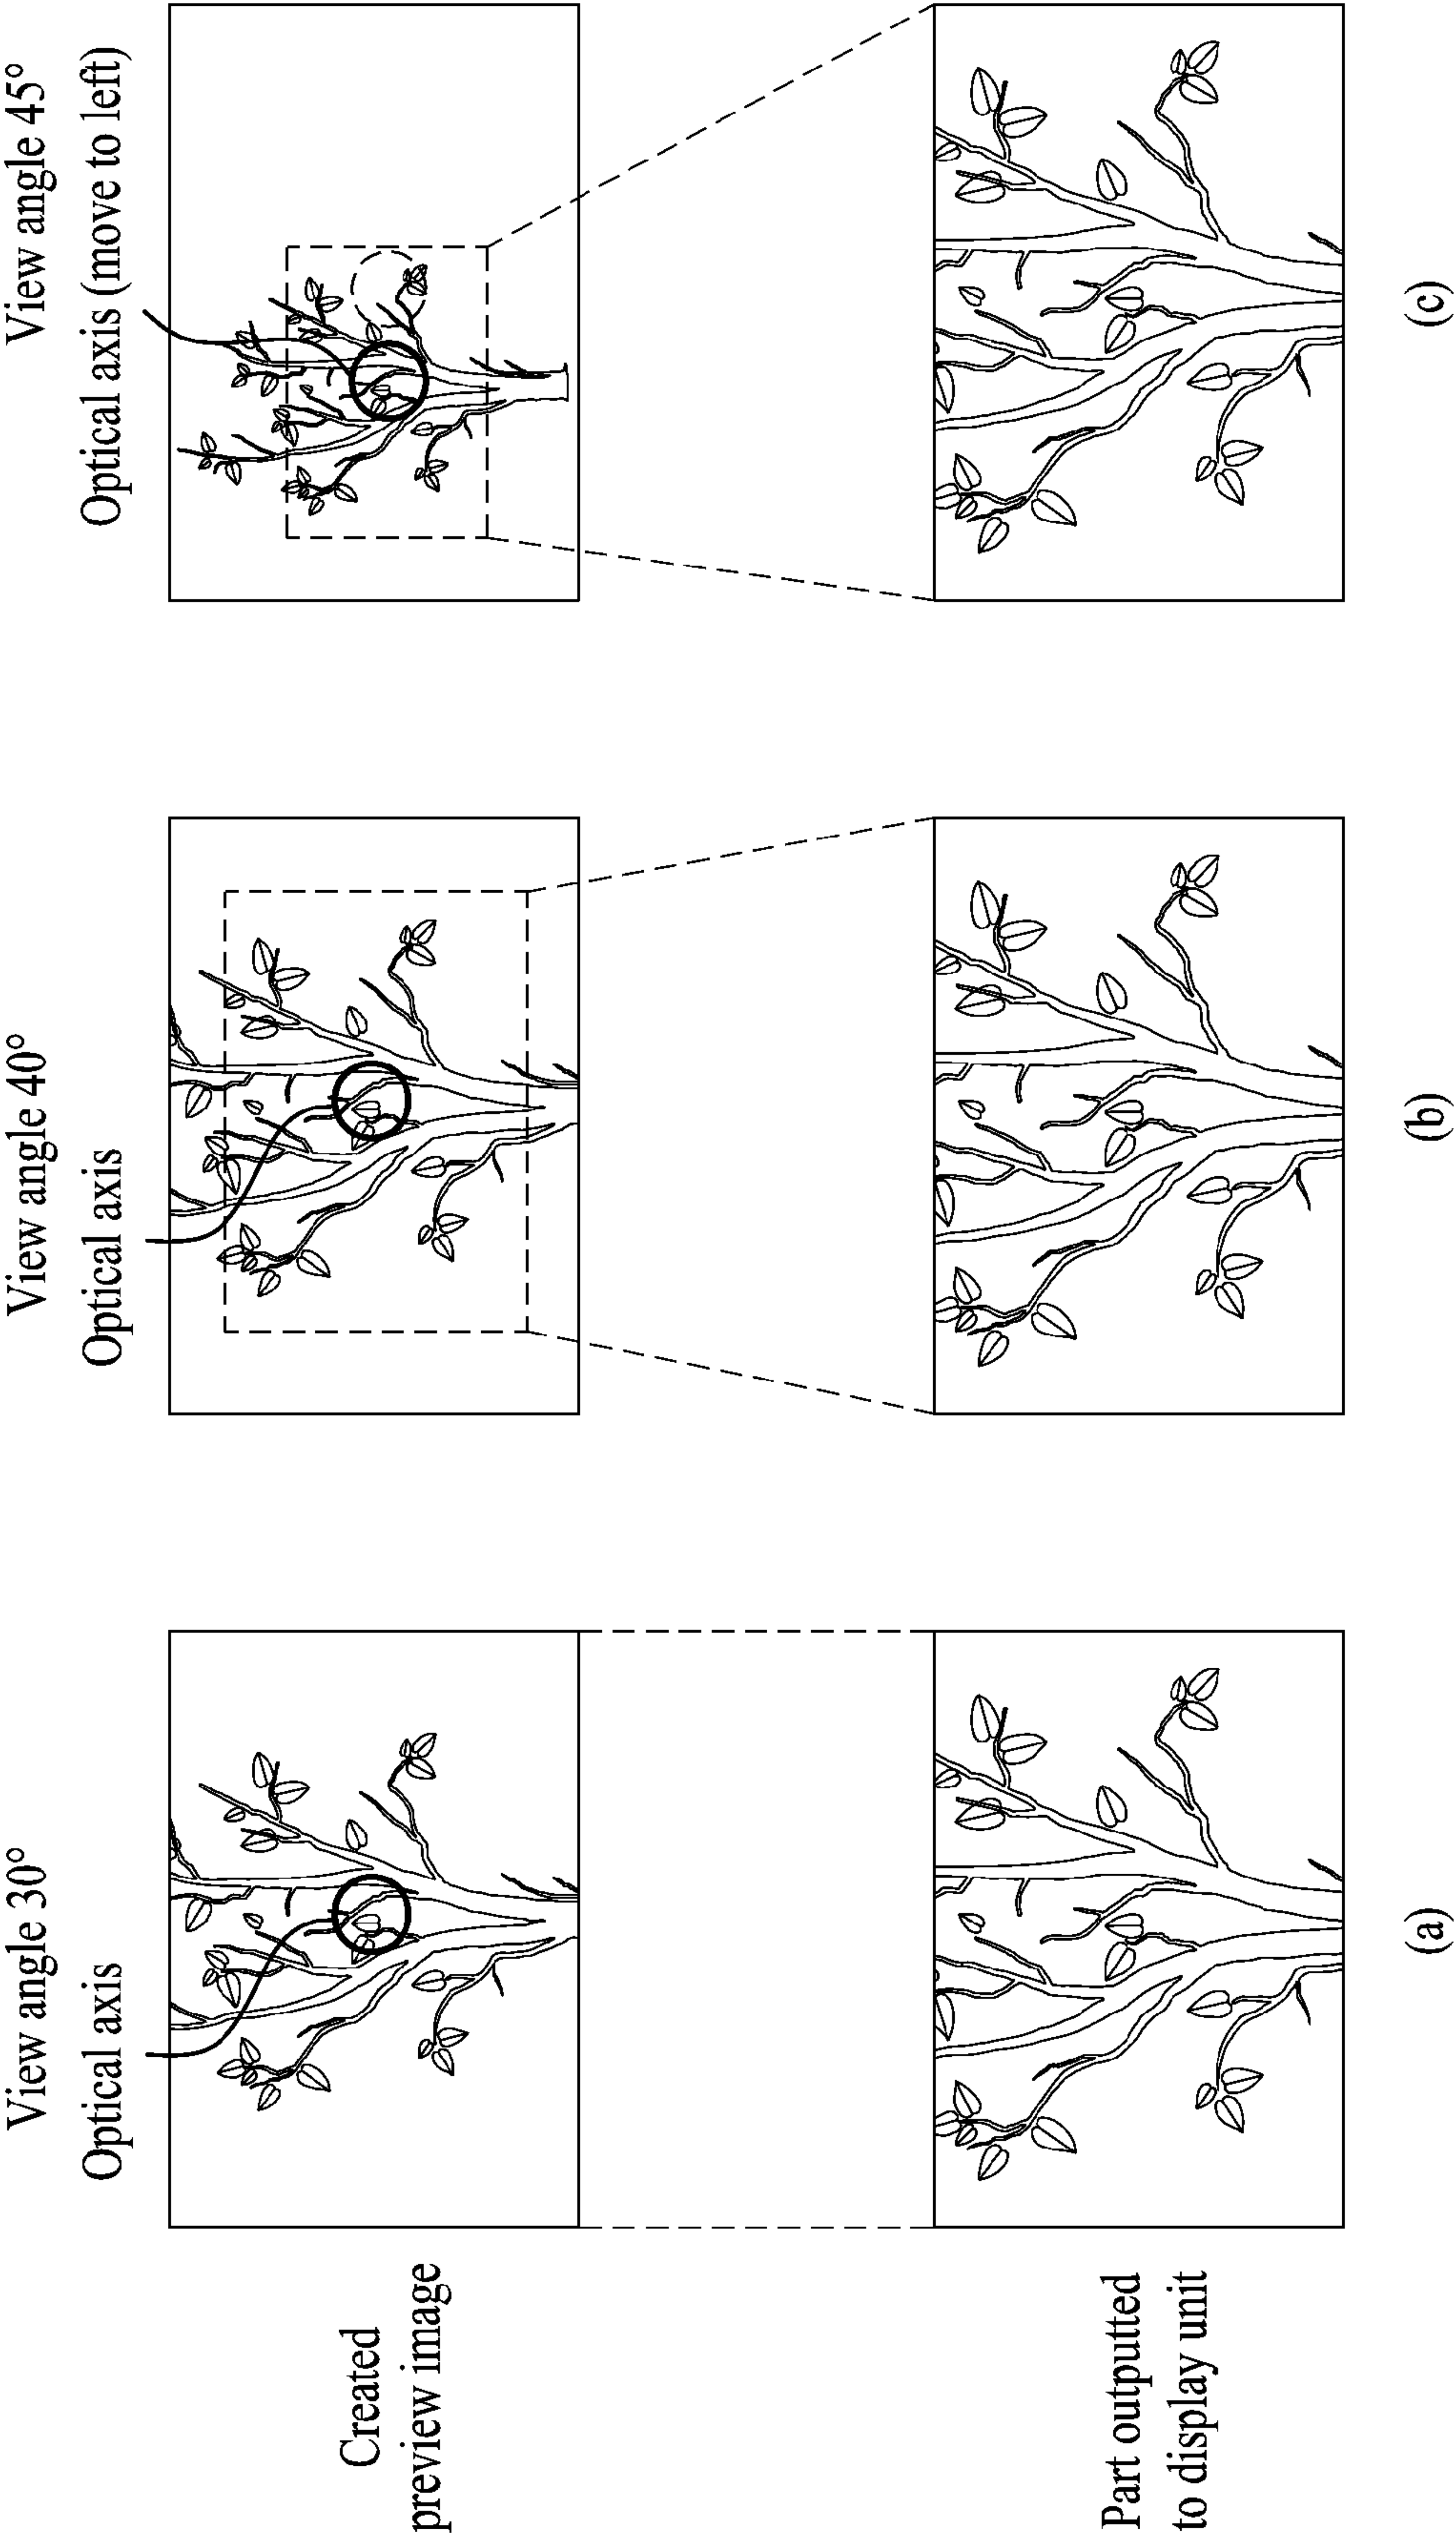 View angle 30°
Optical axis
View angle 40°
Optical axis
View angle 45°
Optical axis (move to left)
Created
preview image
Part outputted
to display unit
(a)
(b)
(c)